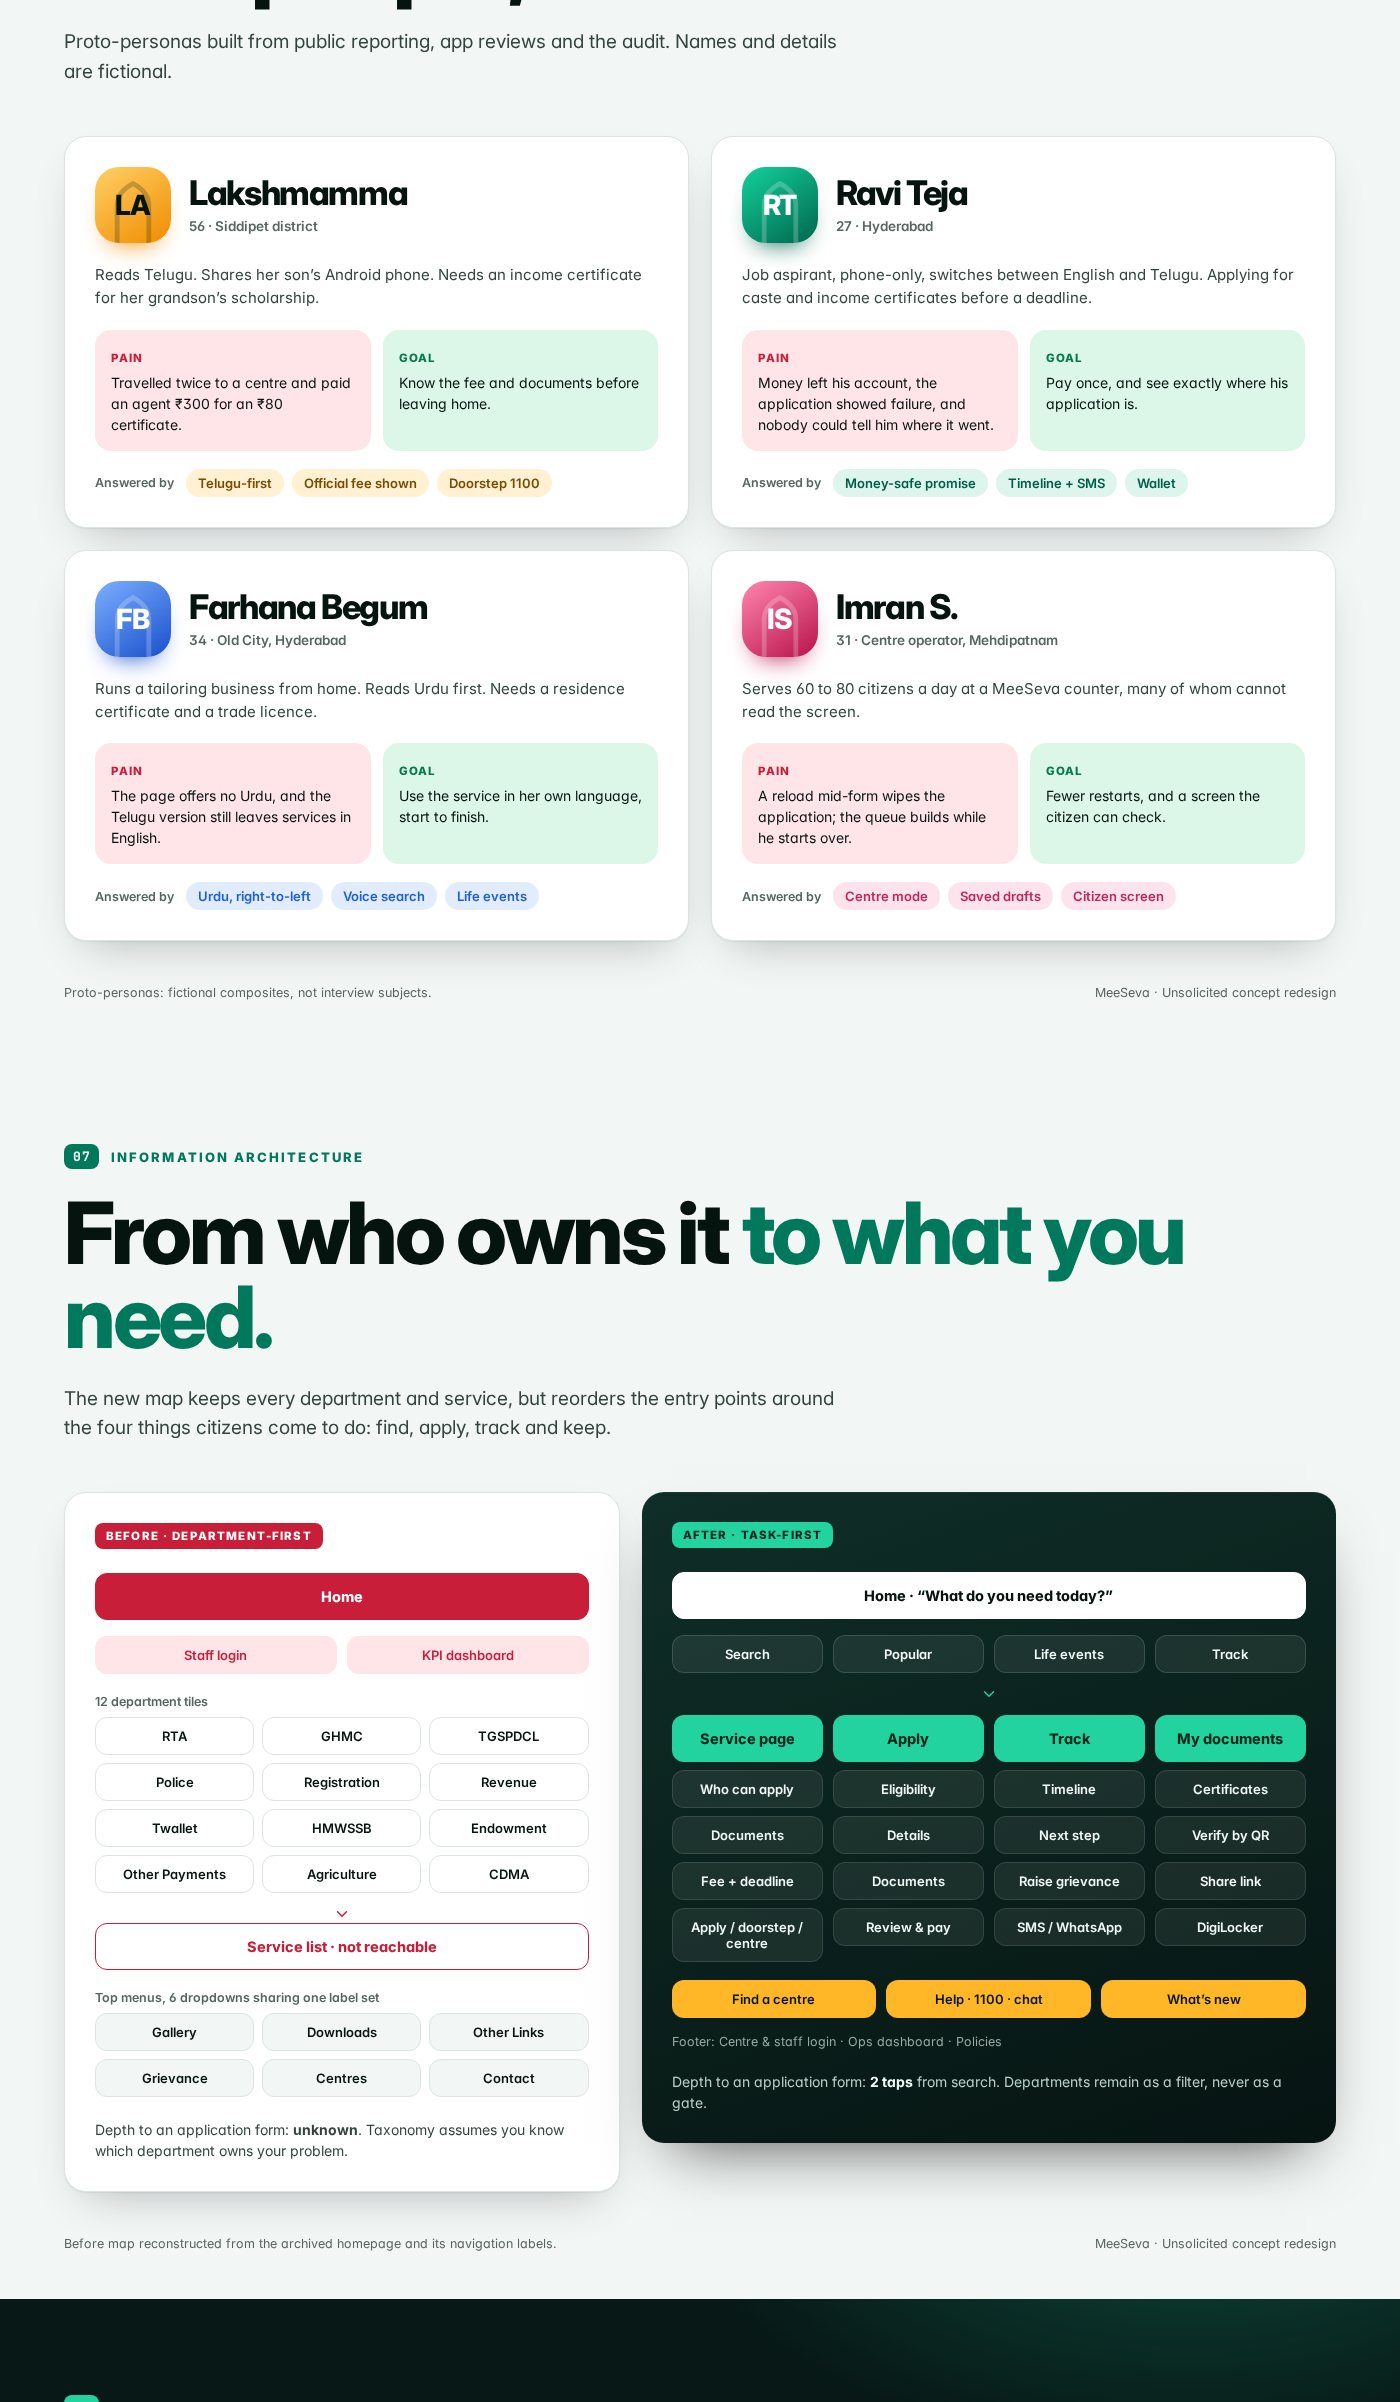 Proto-personas built from public reporting, app reviews and the audit. Names and details
are fictional.
LA
Lakshmamma
56 · Siddipet district
Reads Telugu. Shares her son’s Android phone. Needs an income certificate
for her grandson’s scholarship.
PAIN
Travelled twice to a centre and paid
an agent ₹300 for an ₹80
certificate.
GOAL
Know the fee and documents before
leaving home.
Answered by
Telugu-first
Official fee shown
Doorstep 1100
RT
Ravi Teja
27 · Hyderabad
Job aspirant, phone-only, switches between English and Telugu. Applying for
caste and income certificates before a deadline.
PAIN
Money left his account, the
application showed failure, and
nobody could tell him where it went.
GOAL
Pay once, and see exactly where his
application is.
Answered by
Money-safe promise
Timeline + SMS
Wallet
FB
Farhana Begum
34 · Old City, Hyderabad
Runs a tailoring business from home. Reads Urdu first. Needs a residence
certificate and a trade licence.
PAIN
The page offers no Urdu, and the
Telugu version still leaves services in
English.
GOAL
Use the service in her own language,
start to finish.
Answered by
Urdu, right-to-left
Voice search
Life events
IS
Imran S.
31 · Centre operator, Mehdipatnam
Serves 60 to 80 citizens a day at a MeeSeva counter, many of whom cannot
read the screen.
PAIN
A reload mid-form wipes the
application; the queue builds while
he starts over.
GOAL
Fewer restarts, and a screen the
citizen can check.
Answered by
Centre mode
Saved drafts
Citizen screen
Proto-personas: fictional composites, not interview subjects.
MeeSeva · Unsolicited concept redesign
07
INFORMATION ARCHITECTURE
From who owns it to what you
need.
The new map keeps every department and service, but reorders the entry points around
the four things citizens come to do: find, apply, track and keep.
BEFORE · DEPARTMENT-FIRST
Home
Staff login
KPI dashboard
12 department tiles
RTA
GHMC
TGSPDCL
Police
Registration
Revenue
Twallet
HMWSSB
Endowment
Other Payments
Agriculture
CDMA
Service list · not reachable
Top menus, 6 dropdowns sharing one label set
Gallery
Downloads
Other Links
Grievance
Centres
Contact
Depth to an application form: unknown. Taxonomy assumes you know
which department owns your problem.
AFTER · TASK-FIRST
Home · “What do you need today?”
Search
Popular
Life events
Track
Service page
Apply
Track
My documents
Who can apply
Eligibility
Timeline
Certificates
Documents
Details
Next step
Verify by QR
Fee + deadline
Documents
Raise grievance
Share link
Apply / doorstep /
centre
Review & pay
SMS / WhatsApp
DigiLocker
Find a centre
Help · 1100 · chat
What’s new
Footer: Centre & staff login · Ops dashboard · Policies
Depth to an application form: 2 taps from search. Departments remain as a filter, never as a
gate.
Before map reconstructed from the archived homepage and its navigation labels.
MeeSeva · Unsolicited concept redesign